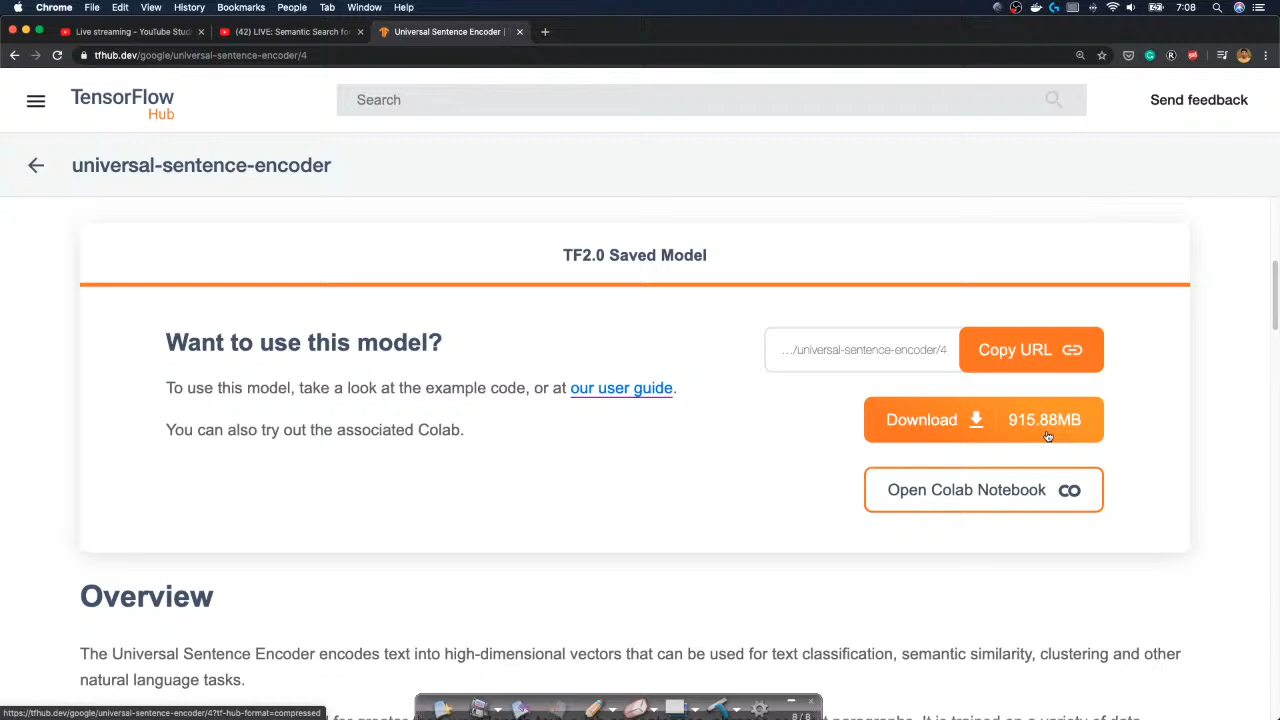 Chrome File Edit View History Bookmarks People Tab Window Help 7:08
Live streaming - YouTube Stud
(42) LIVE: Semantic Search fo
Universal Sentence Encoder |
tfhub.dev/google/universal-sentence-encoder/4
TensorFlow
Hub
Search
Send feedback
universal-sentence-encoder
TF2.0 Saved Model
Want to use this model?
.../universal-sentence-encoder/4
Copy URL
To use this model, take a look at the example code, or at our user guide.
Download 915.88MB
You can also try out the associated Colab.
Open Colab Notebook
Overview
The Universal Sentence Encoder encodes text into high-dimensional vectors that can be used for text classification, semantic similarity, clustering and other
natural language tasks.
https://tfhub.dev/google/universal-sentence-encoder/4?tf-hub-format=compressed
8/8